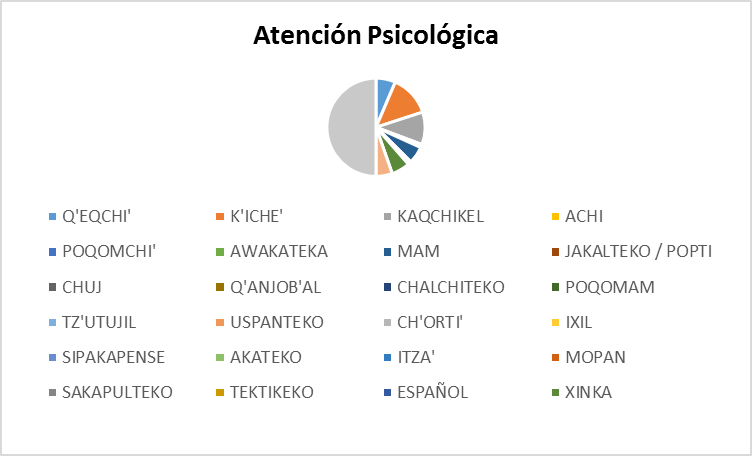 Atención Psicológica
Q'EQCHI' K'ICHE' KAQCHIKEL ACHI
POQOMCHI' AWAKATEKA MAM JAKALTEKO / POPTI
CHUJ Q'ANJOB'AL CHALCHITEKO POQOMAM
TZ'UTUJIL USPANTEKO CH'ORTI' IXIL
SIPAKAPENSE AKATEKO ITZA' MOPAN
SAKAPULTEKO TEKTIKEKO ESPAÑOL XINKA